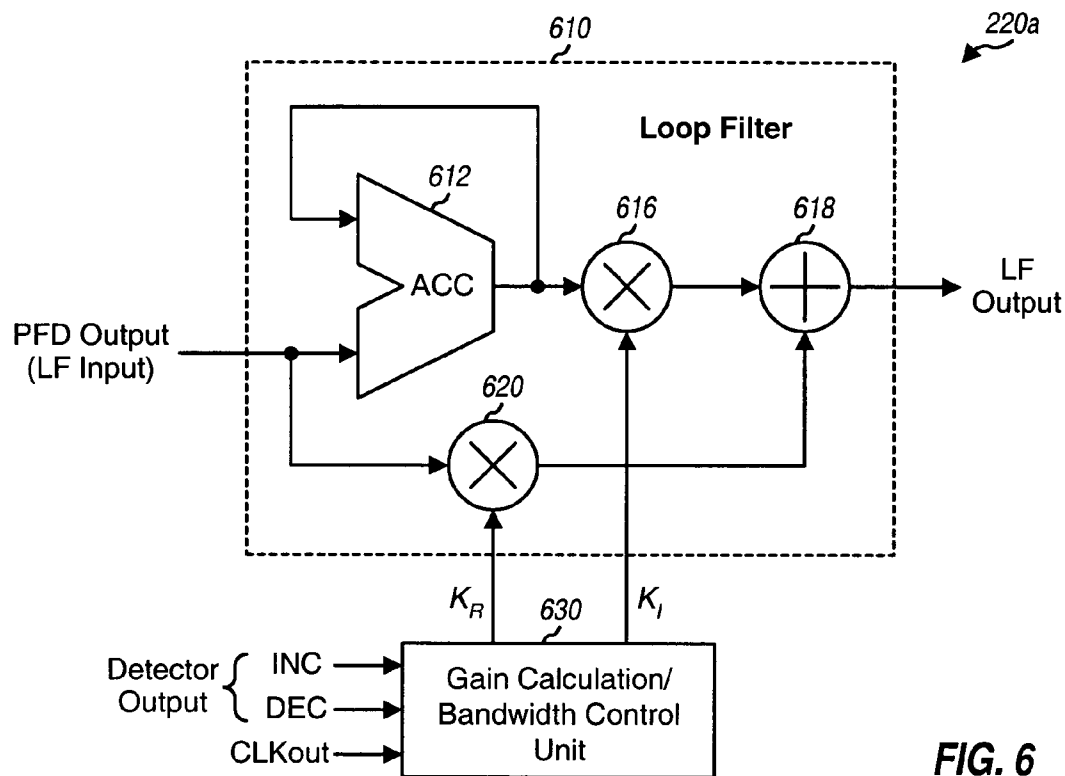 610
220a
Loop Filter
612
616
618
ACC
LF
Output
PFD Output
(LF Input)
620
K_R
630
K_I
Detector
Output
INC
DEC
CLKout
Gain Calculation/
Bandwidth Control
Unit
FIG. 6